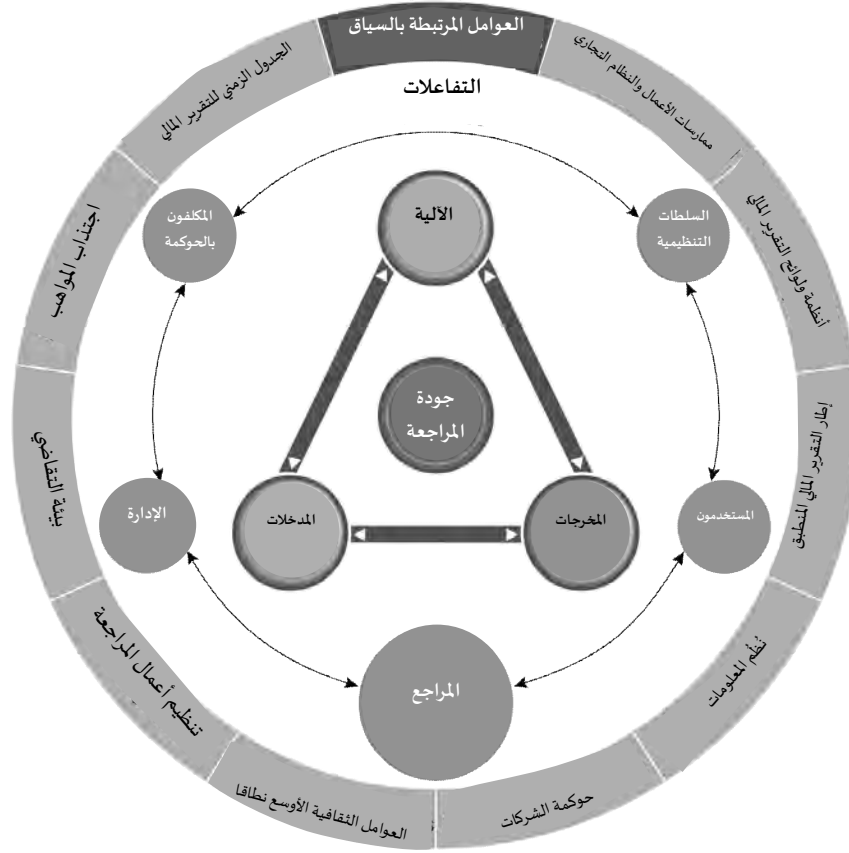 العوامل المرتبطة بالسياق
ممارسات الأعمال والنظام التجاري
أنظمة ولوائح التقرير المالي
إطار التقرير المالي المنطبق
نُظُم المعلومات
حوكمة الشركات
العوامل الثقافية الأوسع نطاقا
تنظيم أعمال المراجعة
بيئة التقاضي
اجتذاب المواهب
الجدول الزمني للتقرير المالي
التفاعلات
السلطات
التنظيمية
المستخدمون
المراجع
الإدارة
المكلفون
بالحوكمة
الآلية
المخرجات
المدخلات
جودة
المراجعة